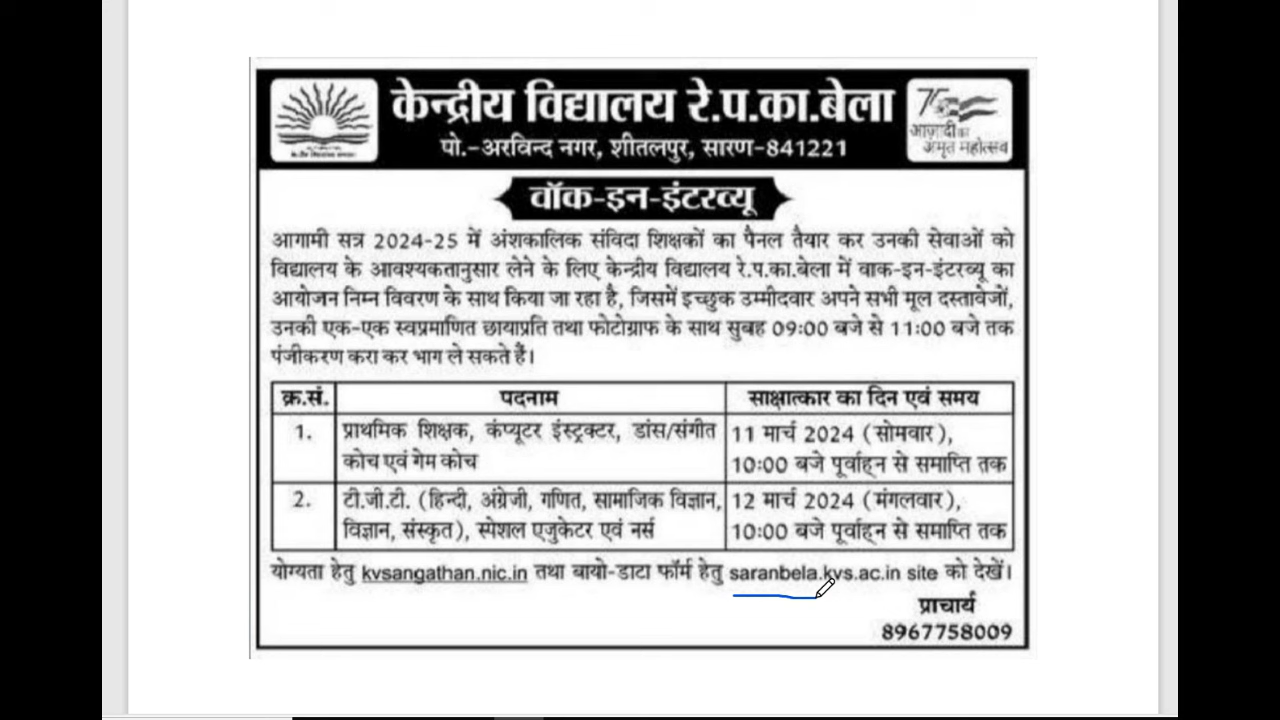 केन्द्रीय विद्यालय रे.प.का.बेला
पो.-अरविन्द नगर, शीतलपुर, सारण-841221
75
आज़ादी का
अमृत महोत्सव
वॉक-इन-इंटरव्यू
आगामी सत्र 2024-25 में अंशकालिक संविदा शिक्षकों का पैनल तैयार कर उनकी सेवाओं को
विद्यालय के आवश्यकतानुसार लेने के लिए केन्द्रीय विद्यालय रे.प.का.बेला में वाक-इन-इंटरव्यू का
आयोजन निम्न विवरण के साथ किया जा रहा है, जिसमें इच्छुक उम्मीदवार अपने सभी मूल दस्तावेजों,
उनकी एक-एक स्वप्रमाणित छायाप्रति तथा फोटोग्राफ के साथ सुबह 09:00 बजे से 11:00 बजे तक
पंजीकरण करा कर भाग ले सकते हैं।
क्र.सं. पदनाम साक्षात्कार का दिन एवं समय
1. प्राथमिक शिक्षक, कंप्यूटर इंस्ट्रक्टर, डांस/संगीत 11 मार्च 2024 (सोमवार),
कोच एवं गेम कोच 10:00 बजे पूर्वाहन से समाप्ति तक
2. टी.जी.टी. (हिन्दी, अंग्रेजी, गणित, सामाजिक विज्ञान, 12 मार्च 2024 (मंगलवार),
विज्ञान, संस्कृत), स्पेशल एजुकेटर एवं नर्स 10:00 बजे पूर्वाह्न से समाप्ति तक
योग्यता हेतु kvsangathan.nic.in तथा बायो-डाटा फॉर्म हेतु saranbela.kvs.ac.in site को देखें।
प्राचार्य
8967758009